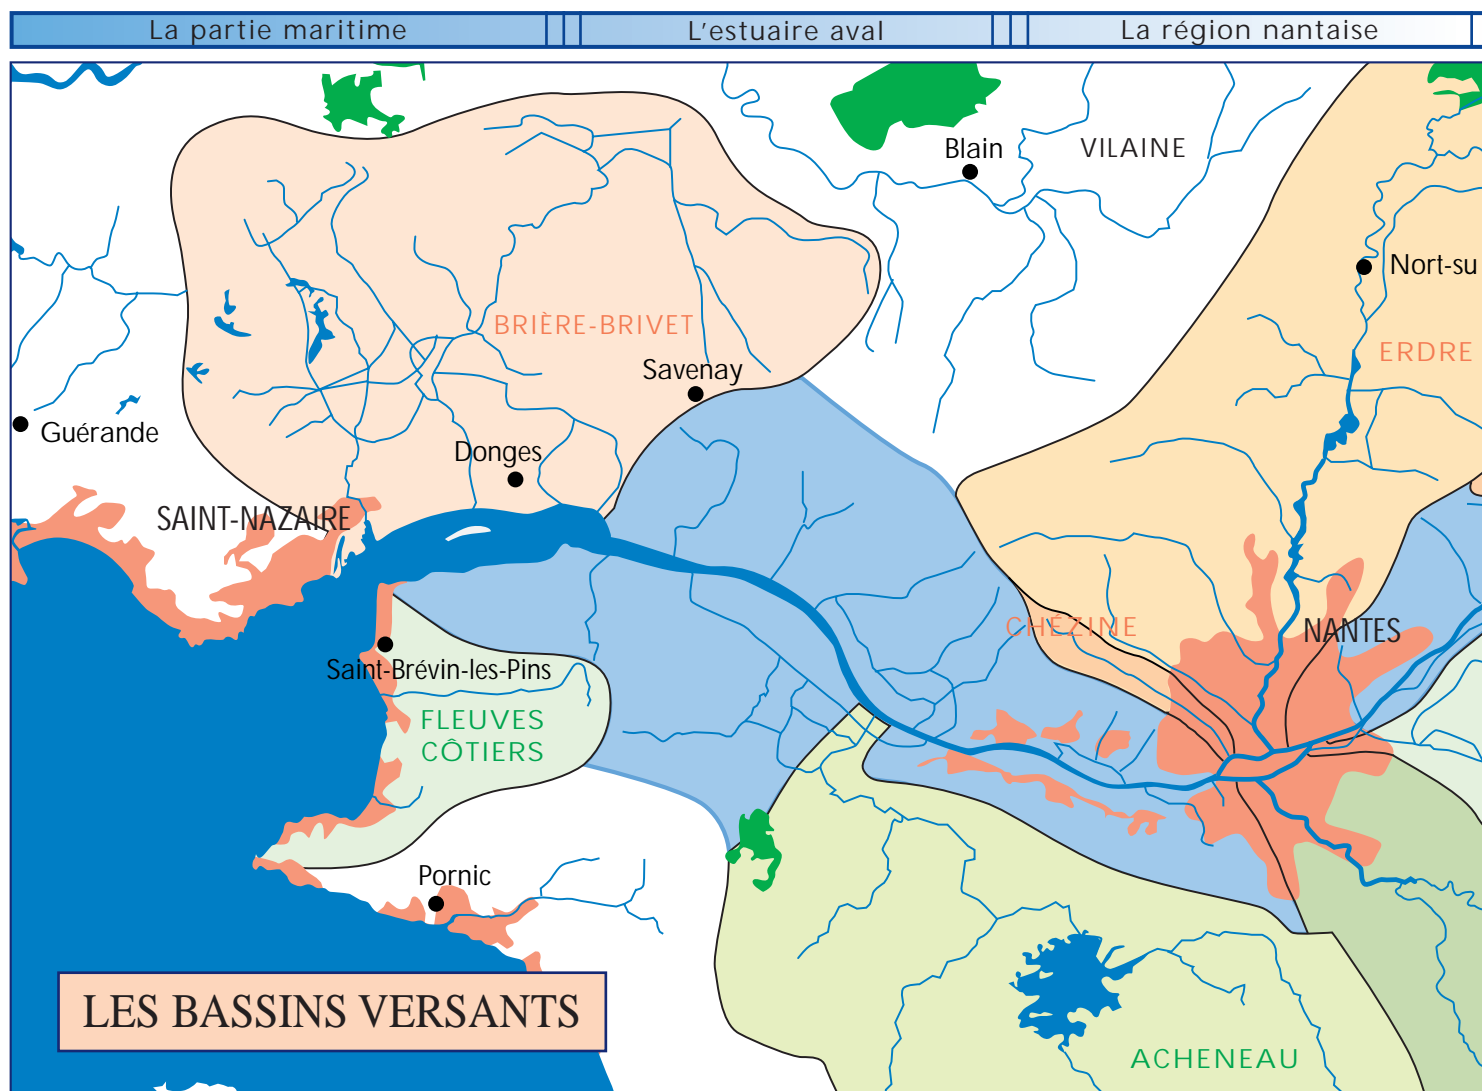 La partie maritime
L'estuaire aval
La région nantaise
Blain
VILAINE
Nort-su
BRIÈRE-BRIVET
ERDRE
Savenay
Guérande
Donges
SAINT-NAZAIRE
CHÉZINE
NANTES
Saint-Brévin-les-Pins
FLEUVES
CÔTIERS
Pornic
LES BASSINS VERSANTS
ACHENEAU